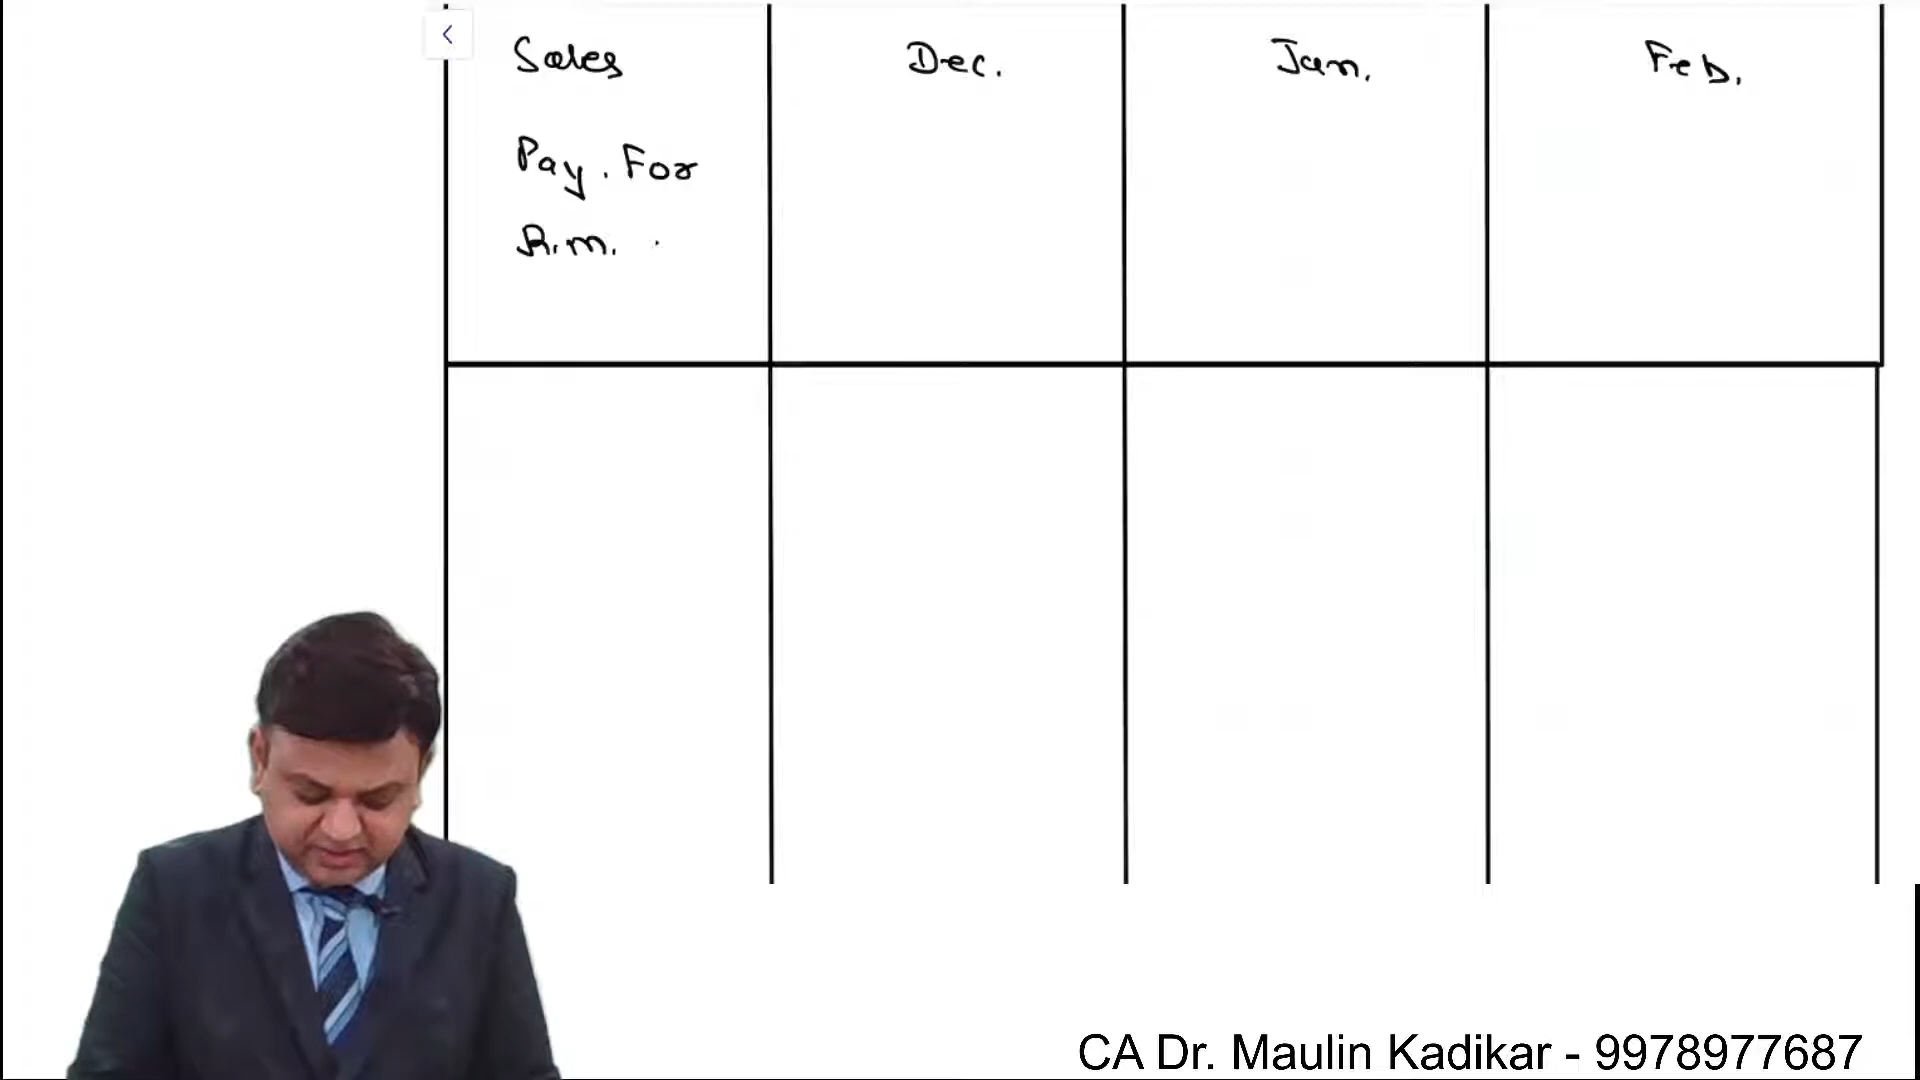 Sales Dec. Jan. Feb.
Pay. For
R.m.
CA Dr. Maulin Kadikar - 9978977687